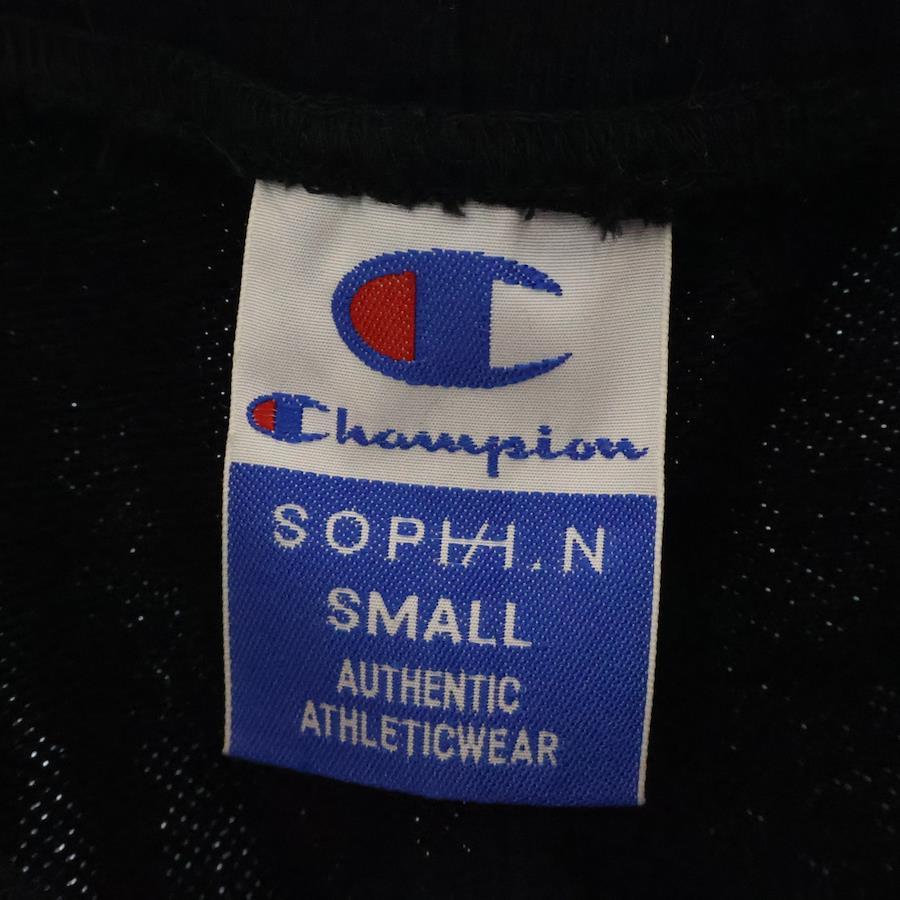 Champion
SOPH.N
SMALL
AUTHENTIC
ATHLETICWEAR